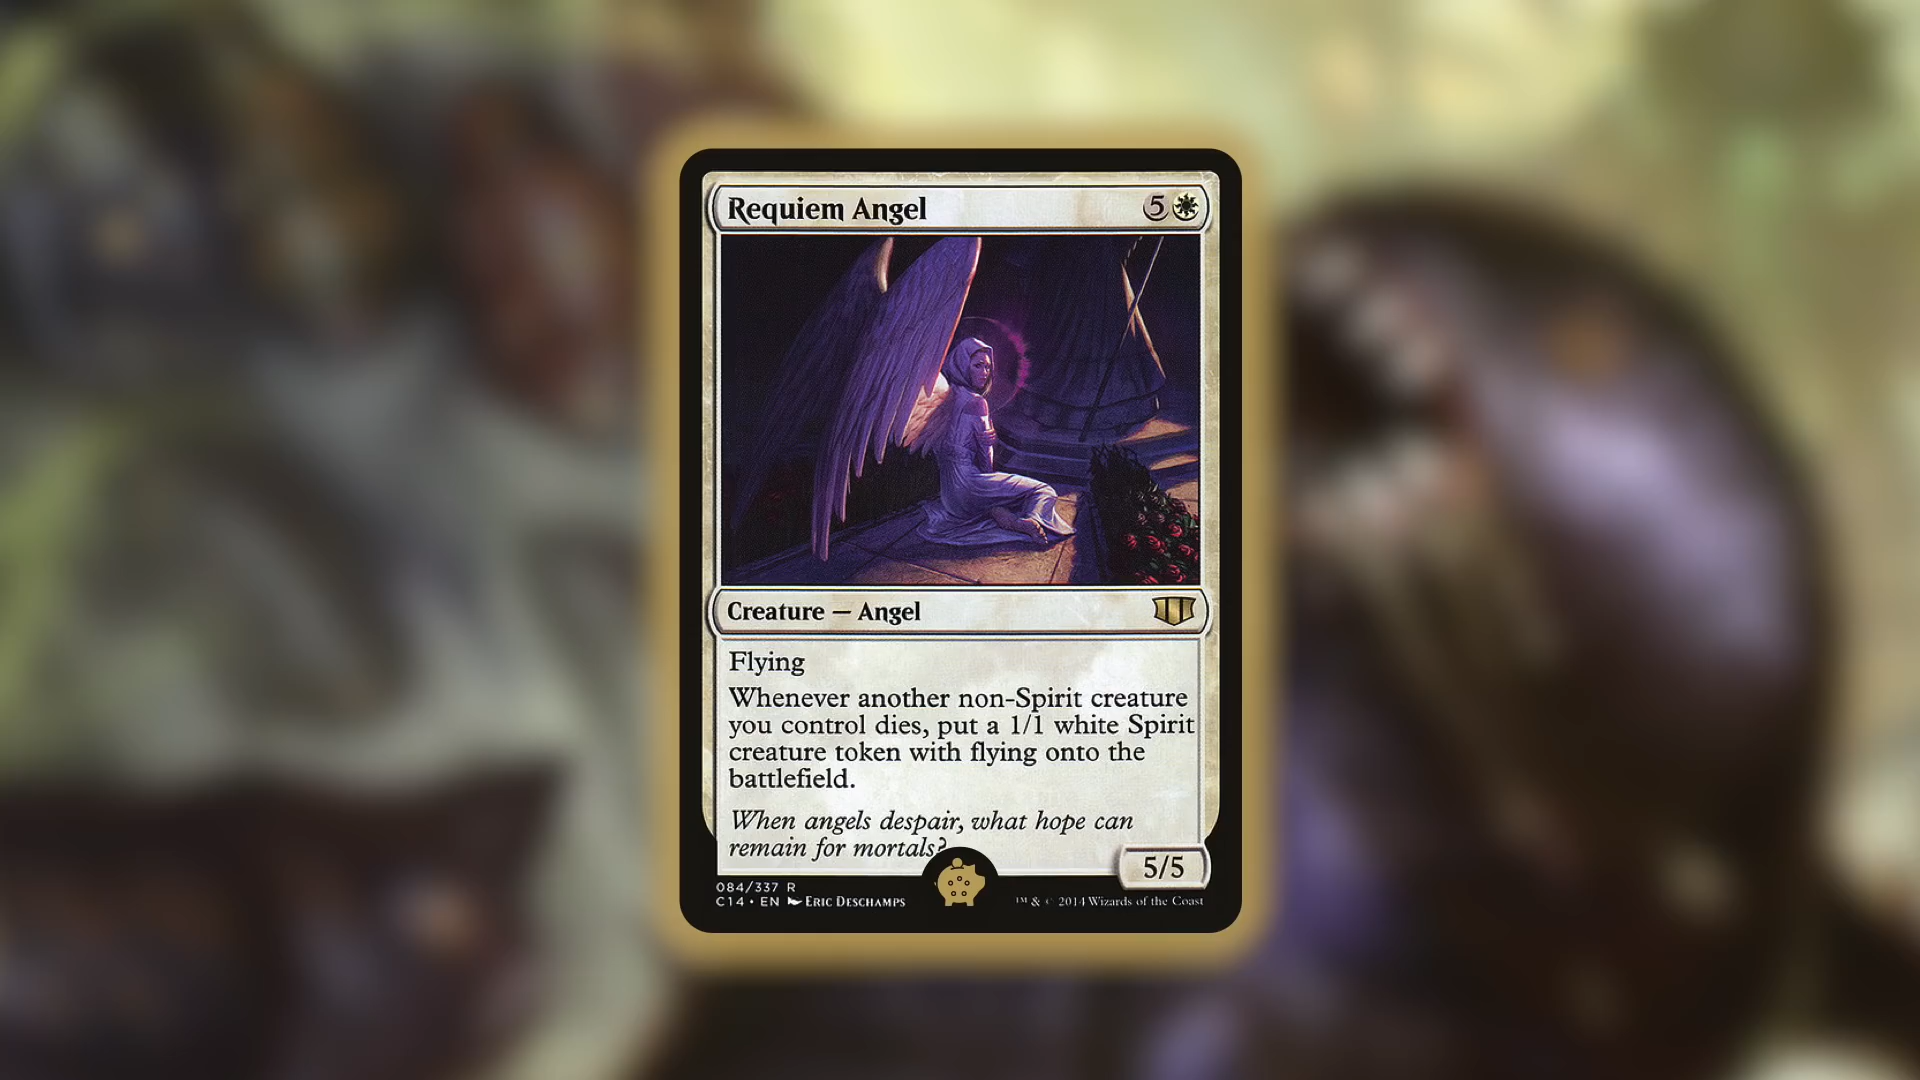 Requiem Angel 5
Creature — Angel
Flying
Whenever another non-Spirit creature
you control dies, put a 1/1 white Spirit
creature token with flying onto the
battlefield.
When angels despair, what hope can
remain for mortals?
5/5
084/337 R
C14 • EN Eric Deschamps
™ & © 2014 Wizards of the Coast